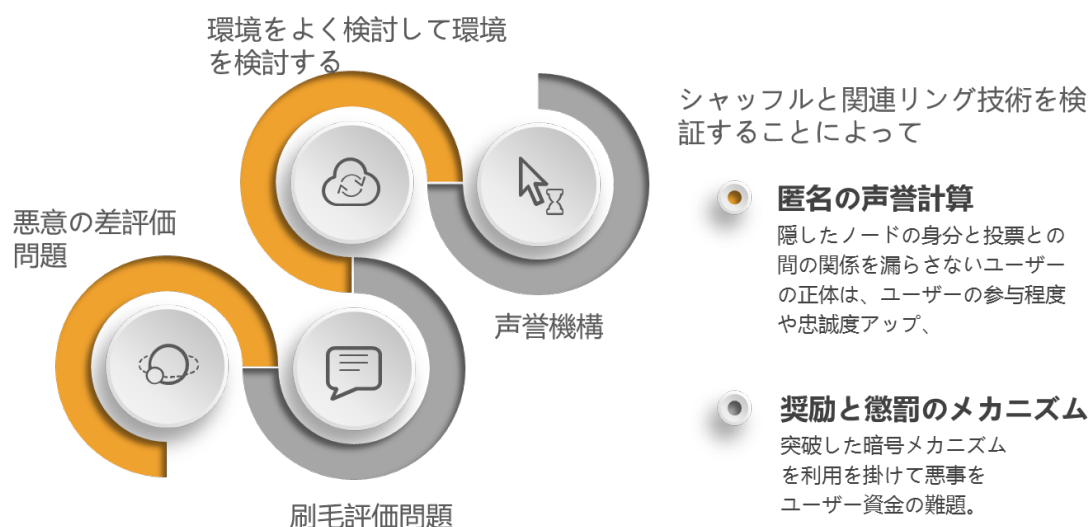 環境をよく検討して環境
を検討する
悪意の差評価
問題
声誉機構
刷毛評価問題
シャッフルと関連リング技術を検
証することによって
匿名の声誉計算
隠したノードの身分と投票との
間の関係を漏らさないユーザー
の正体は、ユーザーの参与程度
や忠誠度アップ、
奨励と懲罰のメカニズム
突破した暗号メカニズム
を利用を掛けて悪事を
ユーザー資金の難題。